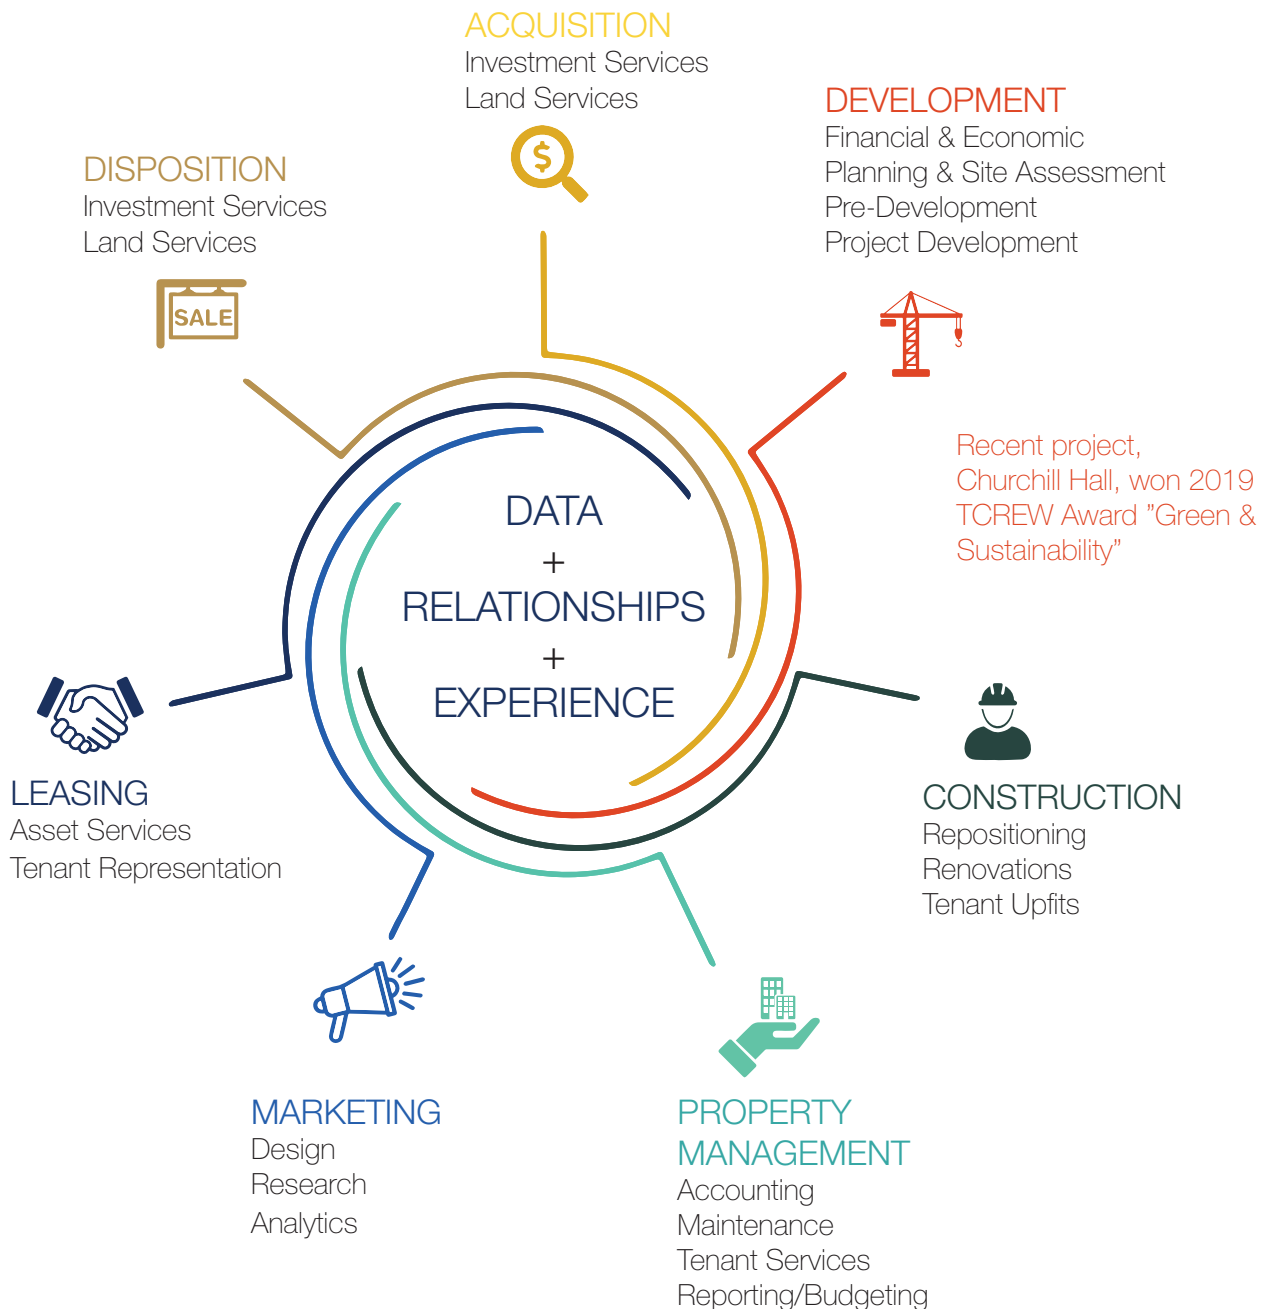 ACQUISITION
Investment Services
Land Services
DEVELOPMENT
Financial & Economic
Planning & Site Assessment
Pre-Development
Project Development
DISPOSITION
Investment Services
Land Services
SALE
Recent project,
Churchill Hall, won 2019
TCREW Award ”Green &
Sustainability”
DATA
+
RELATIONSHIPS
+
EXPERIENCE
LEASING
Asset Services
Tenant Representation
CONSTRUCTION
Repositioning
Renovations
Tenant Upfits
MARKETING
Design
Research
Analytics
PROPERTY
MANAGEMENT
Accounting
Maintenance
Tenant Services
Reporting/Budgeting